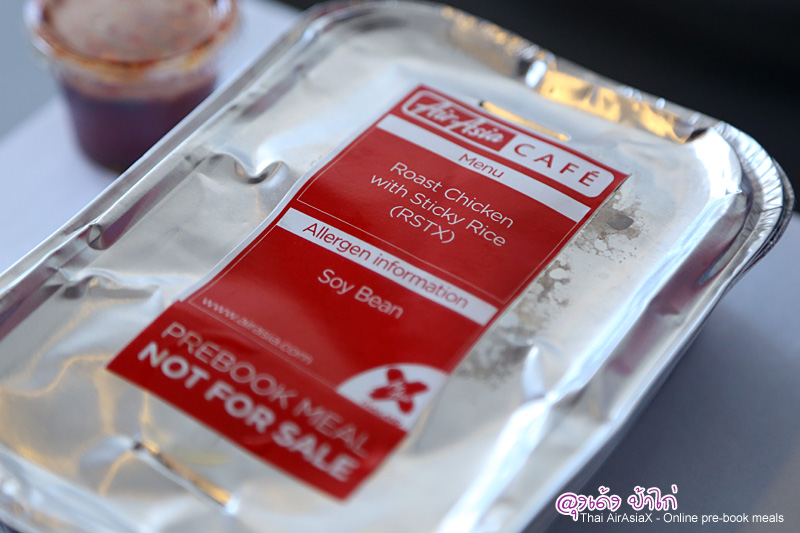 AirAsia CAFÉ
Menu
Roast Chicken
with Sticky Rice
(RSTX)
Allergen information
Soy Bean
www.airasia.com
PREBOOK MEAL
NOT FOR SALE
@ุงเด้ง ป้าไก่
Thai AirAsiaX - Online pre-book meals